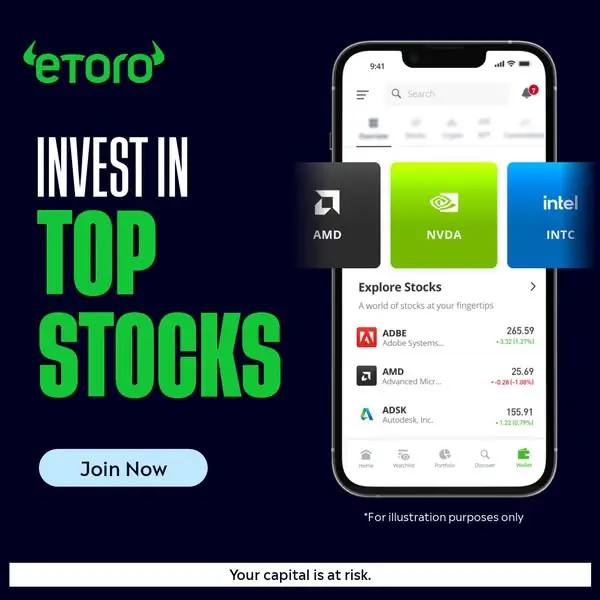 eToro
INVEST IN
TOP
STOCKS
Join Now
9:41
Search
7
Overview
AMD
NVDA
intel
INTC
Explore Stocks
A world of stocks at your fingertips
ADBE
Adobe Systems...
265.59
3.32 (1.27%)
AMD
Advanced Micr...
25.69
-0.28 (-1.08%)
ADSK
Autodesk, Inc.
155.91
1.22 (0.79%)
Home
Watchlist
Portfolio
Discover
Wallet
*For illustration purposes only
Your capital is at risk.